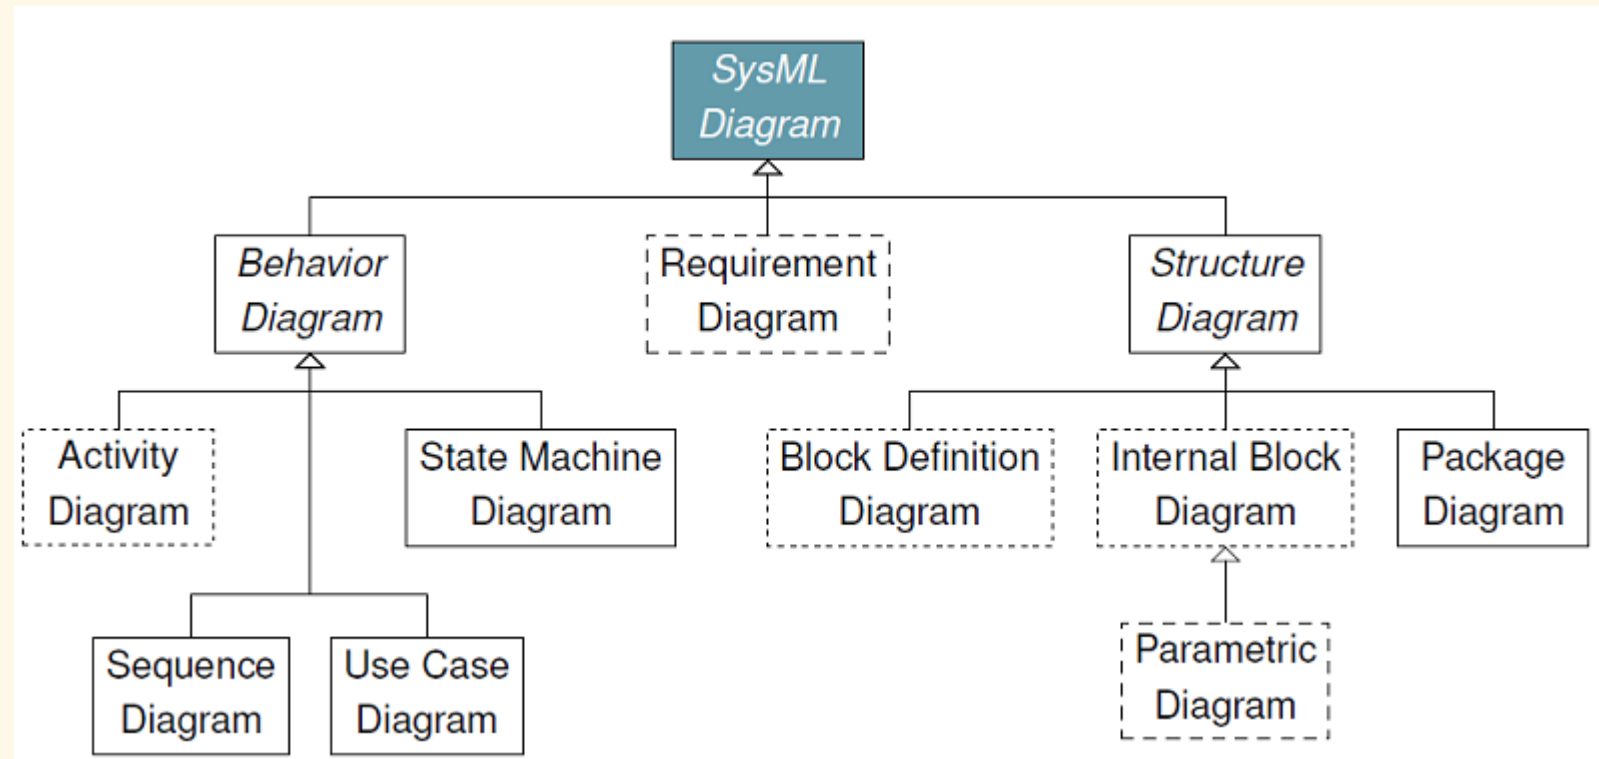 SysML
Diagram
Behavior
Diagram
Requirement
Diagram
Structure
Diagram
Activity
Diagram
State Machine
Diagram
Block Definition
Diagram
Internal Block
Diagram
Package
Diagram
Sequence
Diagram
Use Case
Diagram
Parametric
Diagram